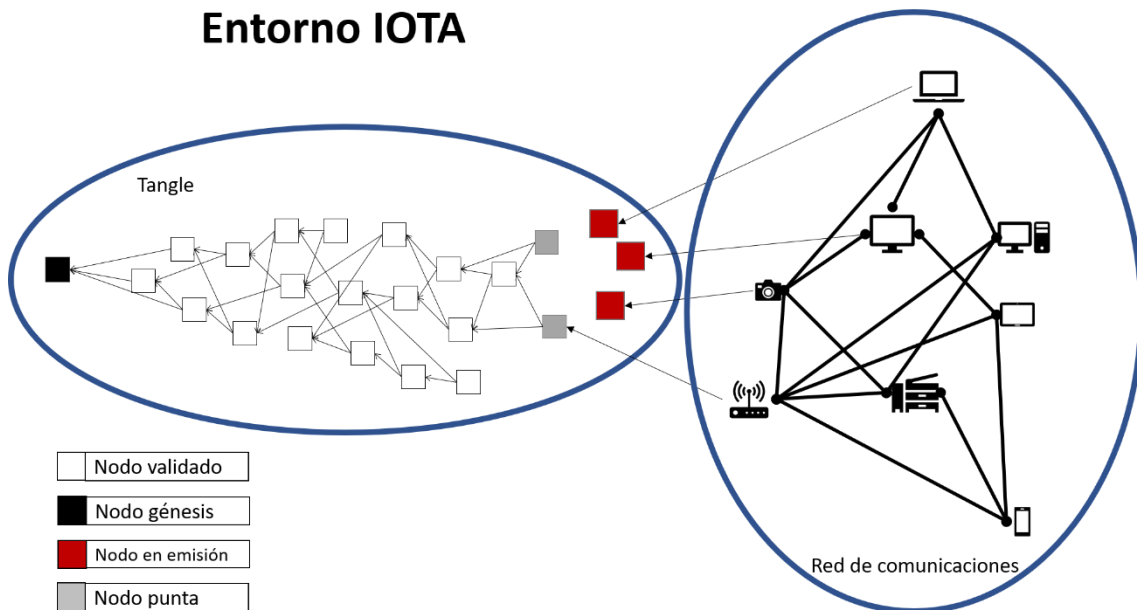 Entorno IOTA
Tangle
Nodo validado
Nodo génesis
Nodo en emisión
Nodo punta
Red de comunicaciones